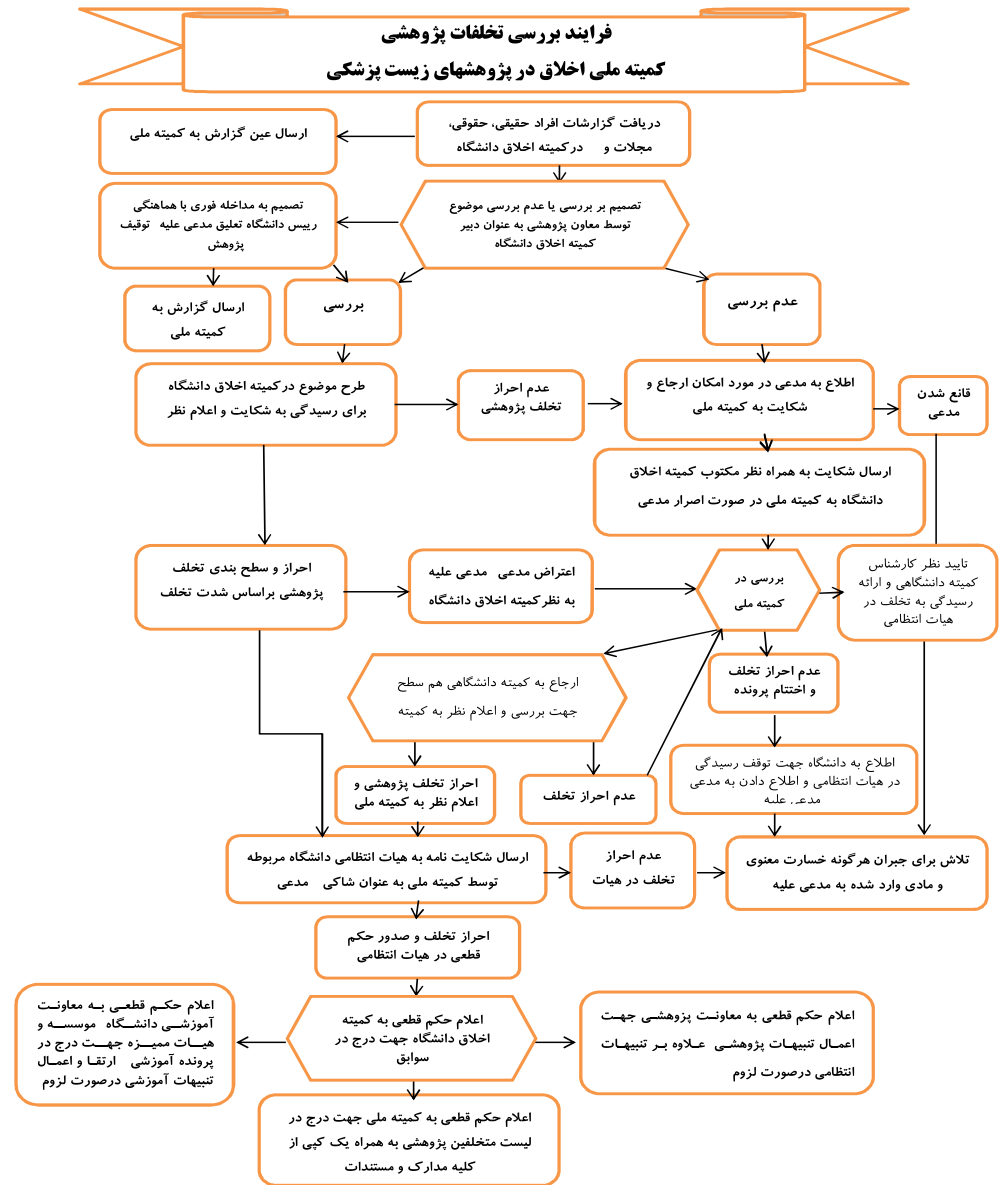 فرایند بررسی تخلفات پژوهشی
کمیته ملی اخلاق در پژوهشهای زیست پزشکی
دریافت گزارشات افراد حقیقی، حقوقی،
مجلات و درکمیته اخلاق دانشگاه
ارسال عین گزارش به کمیته ملی
تصمیم بر بررسی یا عدم بررسی موضوع
توسط معاون پژوهشی به عنوان دبیر
کمیته اخلاق دانشگاه
تصمیم به مداخله فوری با هماهنگی
رییس دانشگاه تعلیق مدعی علیه توقیف
پژوهش
عدم بررسی
بررسی
ارسال گزارش به
کمیته ملی
قانع شدن
مدعی
اطلاع به مدعی در مورد امکان ارجاع و
شکایت به کمیته ملی
عدم احراز
تخلف پژوهشی
طرح موضوع درکمیته اخلاق دانشگاه
برای رسیدگی به شکایت و اعلام نظر
ارسال شکایت به همراه نظر مکتوب کمیته اخلاق
دانشگاه به کمیته ملی در صورت اصرار مدعی
تایید نظر کارشناس
کمیته دانشگاهی و ارائه
رسیدگی به تخلف در
هیات انتظامی
بررسی در
کمیته ملی
اعتراض مدعی مدعی علیه
به نظرکمیته اخلاق دانشگاه
احراز و سطح بندی تخلف
پژوهشی براساس شدت تخلف
عدم احراز تخلف
و اختتام پرونده
ارجاع به کمیته دانشگاهی هم سطح
جهت بررسی و اعلام نظر به کمیته
اطلاع به دانشگاه جهت توقف رسیدگی
در هیات انتظامی و اطلاع دادن به مدعی
مدعی علیه
عدم احراز تخلف
احراز تخلف پژوهشی و
اعلام نظر به کمیته ملی
تلاش برای جبران هرگونه خسارت معنوی
و مادی وارد شده به مدعی علیه
عدم احراز
تخلف در هیات
ارسال شکایت نامه به هیات انتظامی دانشگاه مربوطه
توسط کمیته ملی به عنوان شاکی مدعی
احراز تخلف و صدور حکم
قطعی در هیات انتظامی
اعلام حکم قطعی به معاونت پزوهشی جهت
اعمال تنبیهات پژوهشی علاوه بر تنبیهات
انتظامی درصورت لزوم
اعلام حکم قطعی به کمیته
اخلاق دانشگاه جهت درج در
سوابق
اعلام حکم قطعی به معاونت
آموزشی دانشگاه موسسه و
هیات ممیزه جهت درج در
پرونده آموزشی ارتقا و اعمال
تنبیهات آموزشی درصورت لزوم
اعلام حکم قطعی به کمیته ملی جهت درج در
لیست متخلفین پژوهشی به همراه یک کپی از
کلیه مدارک و مستندات